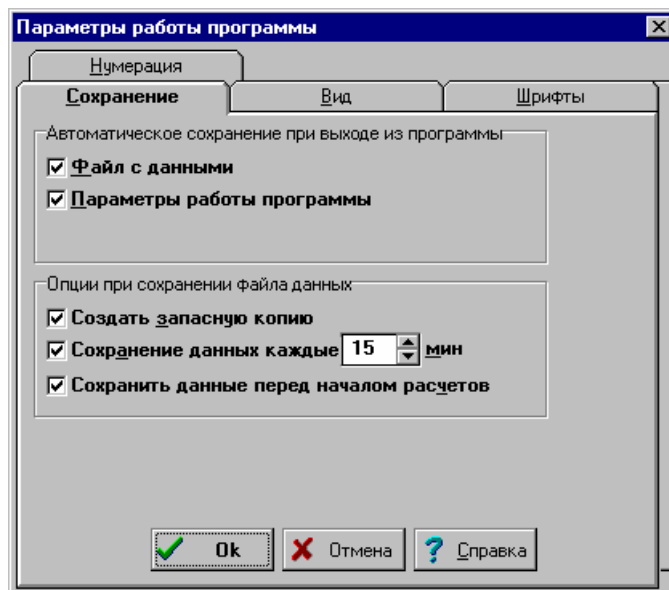 Параметры работы программы
Нумерация
Сохранение Вид Шрифты
Автоматическое сохранение при выходе из программы
Файл с данными
Параметры работы программы
Опции при сохранении файла данных
Создать запасную копию
Сохранение данных каждые 15 мин
Сохранить данные перед началом расчетов
Ok Отмена ? Справка